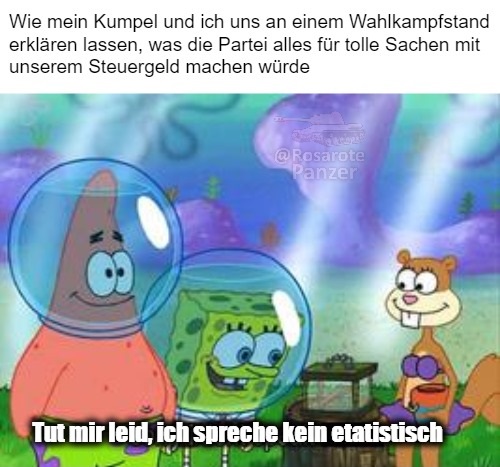 Wie mein Kumpel und ich uns an einem Wahlkampfstand
erklären lassen, was die Partei alles für tolle Sachen mit
unserem Steuergeld machen würde
@Rosarote
Panzer
Tut mir leid, ich spreche kein etatistisch